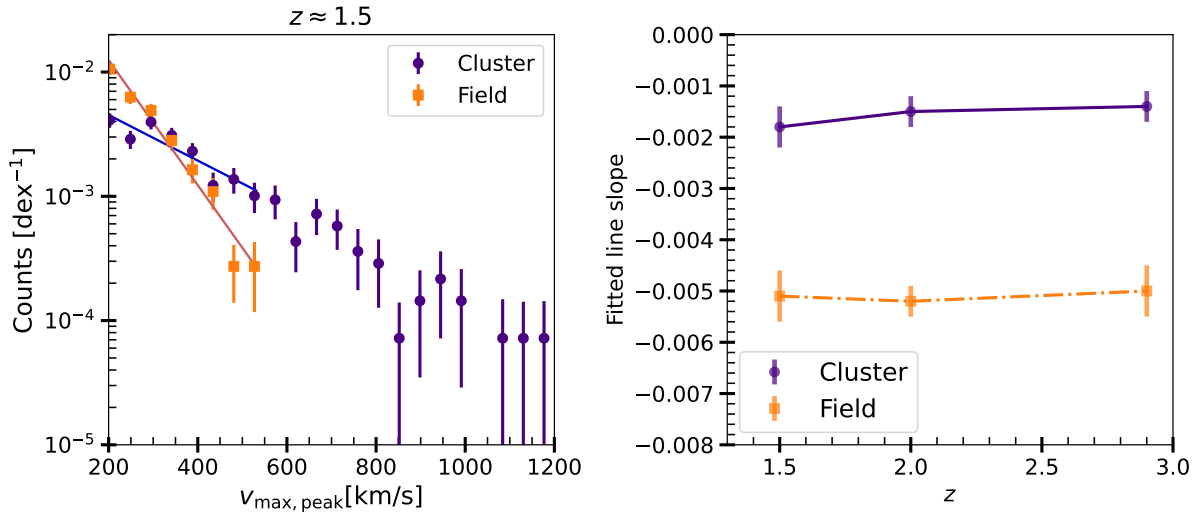 z ≈ 1.5
Counts [dex⁻¹]
10⁻²
10⁻³
10⁻⁴
10⁻⁵
Cluster
Field
200 400 600 800 1000 1200
v_max, peak [km/s]
Fitted line slope
0.000
−0.001
−0.002
−0.003
−0.004
−0.005
−0.006
−0.007
−0.008
Cluster
Field
1.5 2.0 2.5 3.0
z